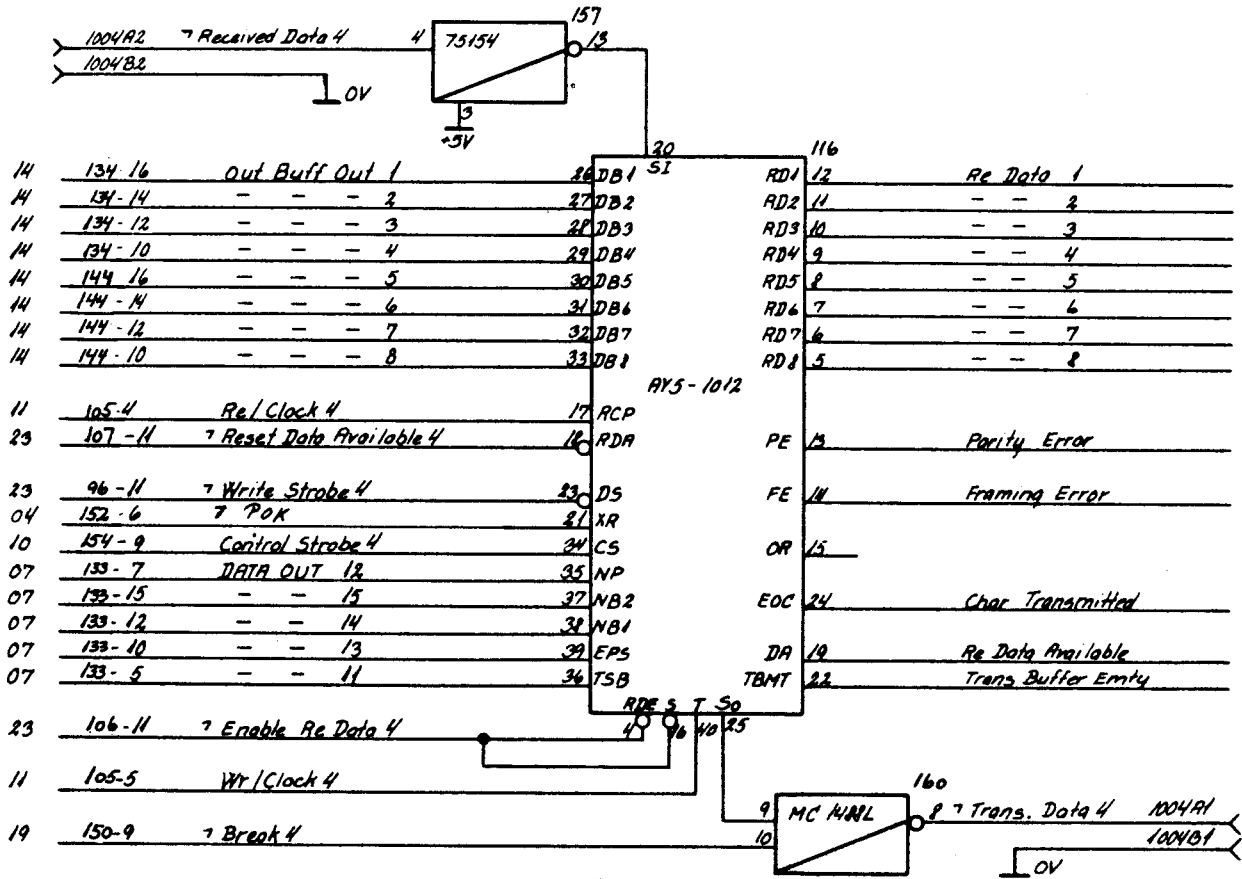 157
1004A2 ¬ Received Data 4 4 75154 13
1004B2
0V
3
+5V
20 116
SI
14 134-16 Out Buff Out 1 26 DB1 RD1 12 Re Data 1
14 134-14 - - - 2 27 DB2 RD2 11 - - 2
14 134-12 - - - 3 28 DB3 RD3 10 - - 3
14 134-10 - - - 4 29 DB4 RD4 9 - - 4
14 144-16 - - - 5 30 DB5 RD5 8 - - 5
14 144-14 - - - 6 31 DB6 RD6 7 - - 6
14 144-12 - - - 7 32 DB7 RD7 6 - - 7
14 144-10 - - - 8 33 DB8 RD8 5 - - 8
AY5-1012
11 105-4 Re/Clock 4 17 RCP
23 107-11 ¬ Reset Data Available 4 18 RDA PE 13 Parity Error
23 96-11 ¬ Write Strobe 4 23 DS FE 14 Framing Error
04 152-6 ¬ POK 21 XR
10 154-9 Control Strobe 4 34 CS OR 15
07 133-7 DATA OUT 12 35 NP
07 133-15 - - 15 37 NB2 EOC 24 Char Transmitted
07 133-12 - - 14 38 NB1
07 133-10 - - 13 39 EPS DA 19 Re Data Available
07 133-5 - - 11 36 TSB TBMT 22 Trans Buffer Emty
RDE S T SO
23 106-11 ¬ Enable Re Data 4 4 16 40 25
11 105-5 Wr/Clock 4
160
9 MC 1488L 8 ¬ Trans. Data 4 1004A1
19 150-9 ¬ Break 4 10 1004B1
0V